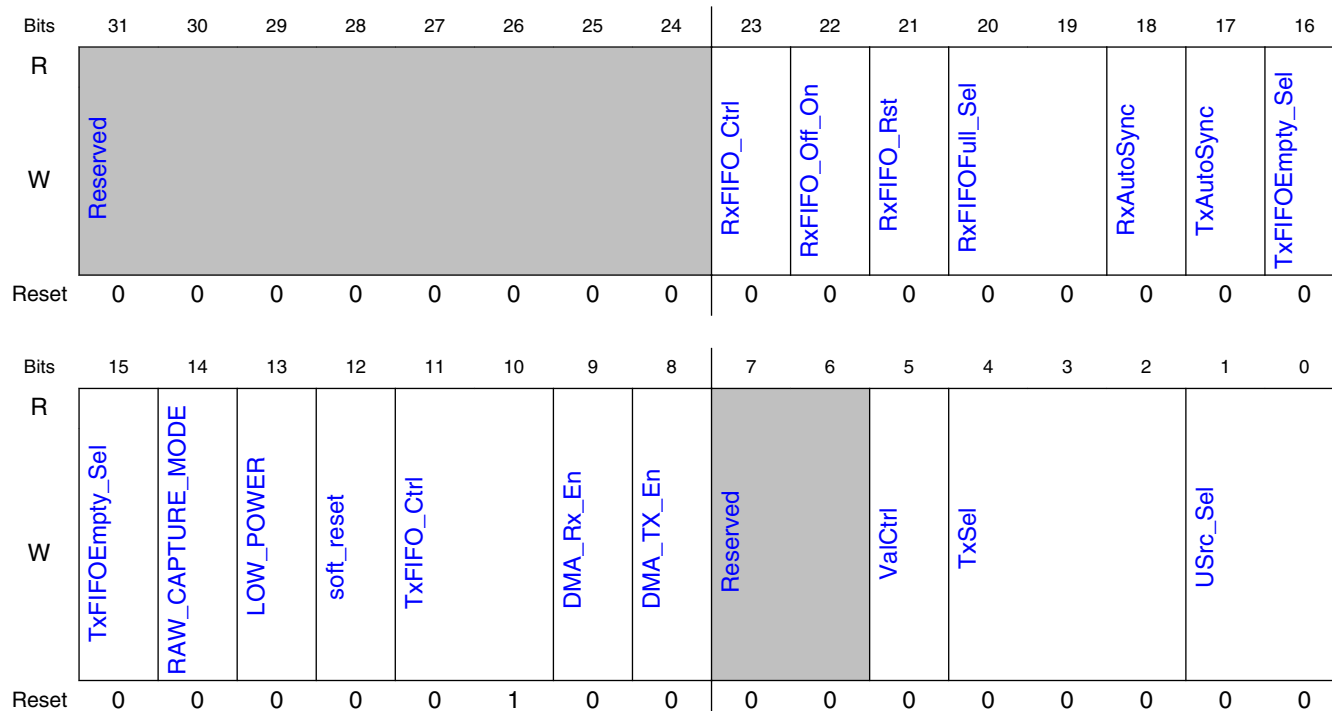 Bits 31 30 29 28 27 26 25 24 23 22 21 20 19 18 17 16
R
W
Reserved
RxFIFO_Ctrl
RxFIFO_Off_On
RxFIFO_Rst
RxFIFOFull_Sel
RxAutoSync
TxAutoSync
TxFIFOEmpty_Sel
Reset 0 0 0 0 0 0 0 0 0 0 0 0 0 0 0 0
Bits 15 14 13 12 11 10 9 8 7 6 5 4 3 2 1 0
R
W
TxFIFOEmpty_Sel
RAW_CAPTURE_MODE
LOW_POWER
soft_reset
TxFIFO_Ctrl
DMA_Rx_En
DMA_TX_En
Reserved
ValCtrl
TxSel
USrc_Sel
Reset 0 0 0 0 0 1 0 0 0 0 0 0 0 0 0 0